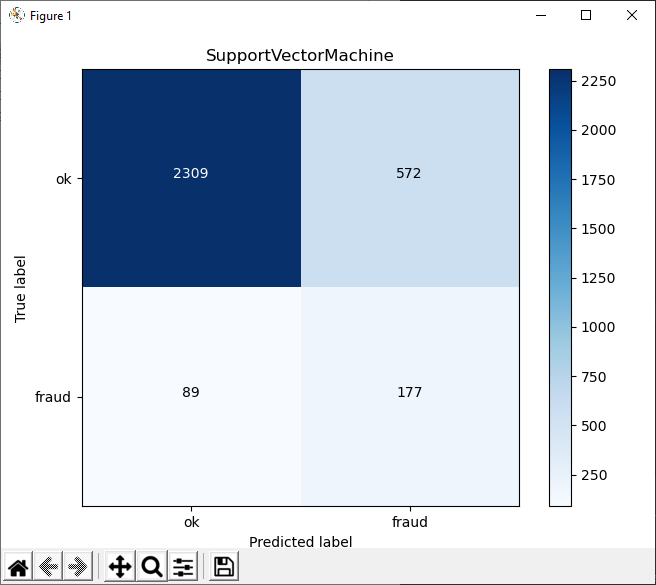 Figure 1
SupportVectorMachine
True label
ok
2309
572
fraud
89
177
ok
fraud
Predicted label
2250
2000
1750
1500
1250
1000
750
500
250